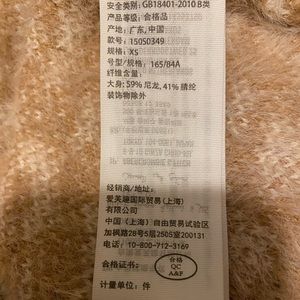 安全类别: GB18401-2010 B类
产品等级: 合格品
产地: 广东, 中国
款号: 15050349
规格: XS
号型/规格: 165/84A
纤维含量:
大身: 59% 尼龙, 41% 腈纶
装饰物除外
经销商/地址:
爱芙趣国际贸易(上海)
有限公司
中国 (上海) 自由贸易试验区
加枫路28号5层2505室200131
电话: 10-800-712-3169
合格证书:
合格
QC
A&F
计量单位: 件